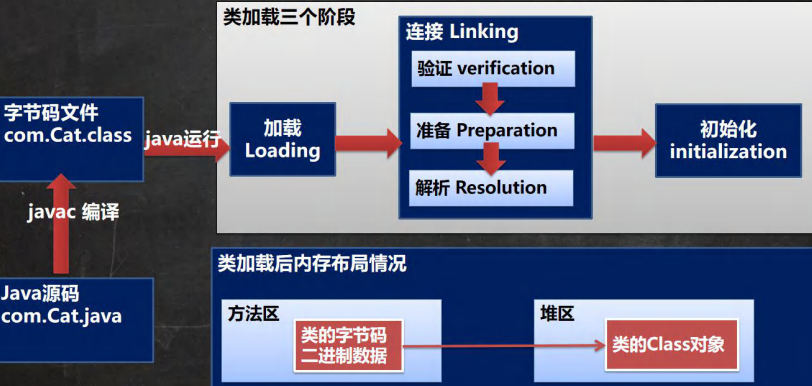 类加载三个阶段
连接 Linking
验证 verification
字节码文件
com.Cat.class
java运行
加载
Loading
准备 Preparation
初始化
initialization
解析 Resolution
javac 编译
类加载后内存布局情况
Java源码
com.Cat.java
方法区
类的字节码
二进制数据
堆区
类的Class对象